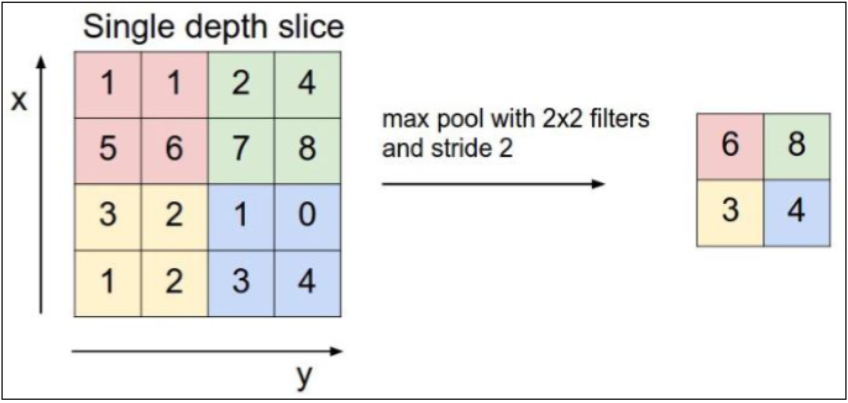 Single depth slice
x
1 1 2 4
5 6 7 8
3 2 1 0
1 2 3 4
y
max pool with 2x2 filters
and stride 2
6 8
3 4